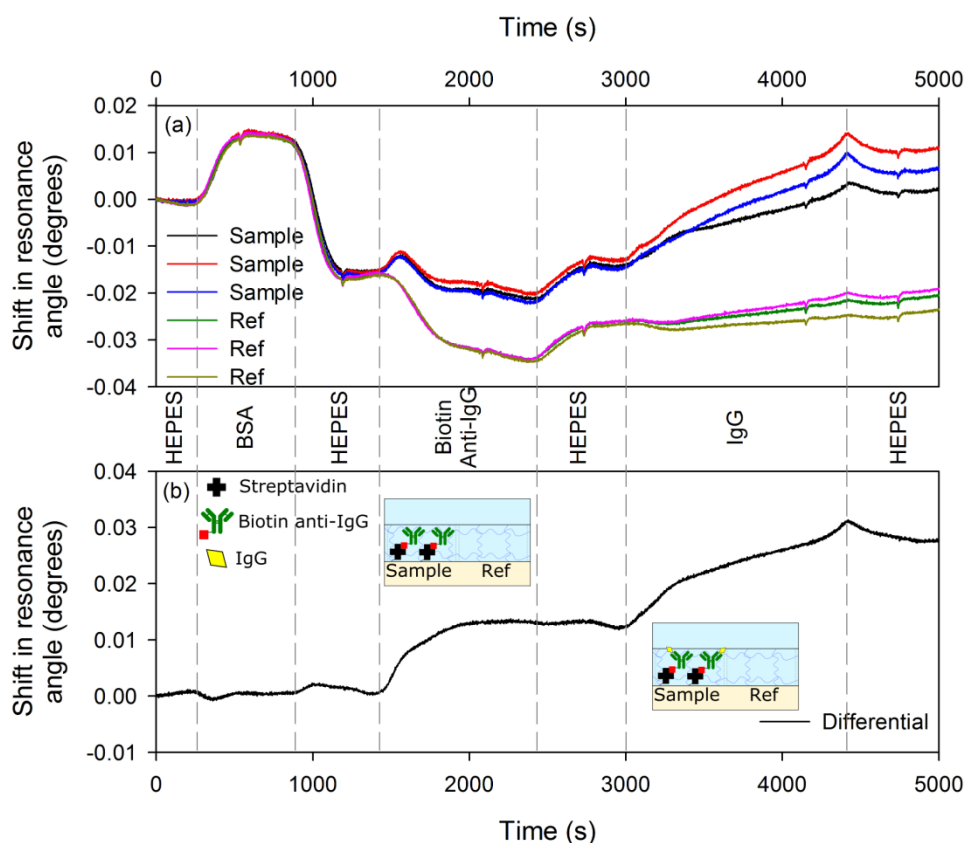 Time (s)
0 1000 2000 3000 4000 5000
(a)
0.02
0.01
0.00
-0.01
-0.02
-0.03
-0.04
Shift in resonance
angle (degrees)
Sample
Sample
Sample
Ref
Ref
Ref
HEPES
BSA
HEPES
Biotin
Anti-IgG
HEPES
IgG
HEPES
(b)
0.04
0.03
0.02
0.01
0.00
-0.01
Shift in resonance
angle (degrees)
Streptavidin
Biotin anti-IgG
IgG
Sample Ref
Sample Ref
Differential
0 1000 2000 3000 4000 5000
Time (s)